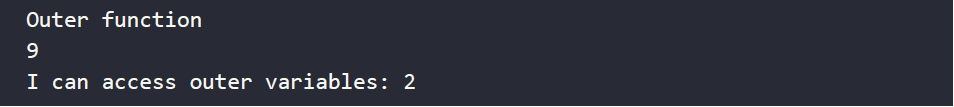 Outer function
9
I can access outer variables: 2